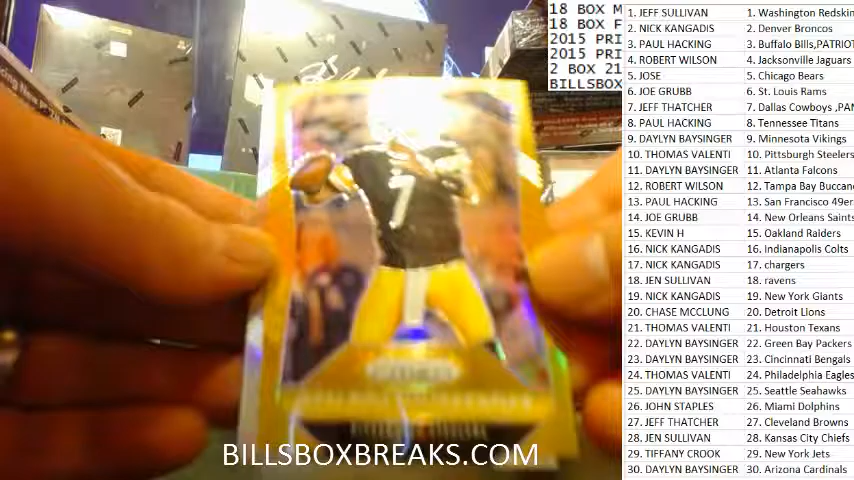 18 BOX M
18 BOX F
2015 PRI
2015 PRI
2 BOX 21
BILLSBOX
7
BILLSBOXBREAKS.COM
1. JEFF SULLIVAN 1. Washington Redskin
2. NICK KANGADIS 2. Denver Broncos
3. PAUL HACKING 3. Buffalo Bills,PATRIOT
4. ROBERT WILSON 4. Jacksonville Jaguars
5. JOSE 5. Chicago Bears
6. JOE GRUBB 6. St. Louis Rams
7. JEFF THATCHER 7. Dallas Cowboys ,PAN
8. PAUL HACKING 8. Tennessee Titans
9. DAYLYN BAYSINGER 9. Minnesota Vikings
10. THOMAS VALENTI 10. Pittsburgh Steelers
11. DAYLYN BAYSINGER 11. Atlanta Falcons
12. ROBERT WILSON 12. Tampa Bay Buccane
13. PAUL HACKING 13. San Francisco 49er
14. JOE GRUBB 14. New Orleans Saints
15. KEVIN H 15. Oakland Raiders
16. NICK KANGADIS 16. Indianapolis Colts
17. NICK KANGADIS 17. chargers
18. JEN SULLIVAN 18. ravens
19. NICK KANGADIS 19. New York Giants
20. CHASE MCCLUNG 20. Detroit Lions
21. THOMAS VALENTI 21. Houston Texans
22. DAYLYN BAYSINGER 22. Green Bay Packers
23. DAYLYN BAYSINGER 23. Cincinnati Bengals
24. THOMAS VALENTI 24. Philadelphia Eagles
25. DAYLYN BAYSINGER 25. Seattle Seahawks
26. JOHN STAPLES 26. Miami Dolphins
27. JEFF THATCHER 27. Cleveland Browns
28. JEN SULLIVAN 28. Kansas City Chiefs
29. TIFFANY CROOK 29. New York Jets
30. DAYLYN BAYSINGER 30. Arizona Cardinals